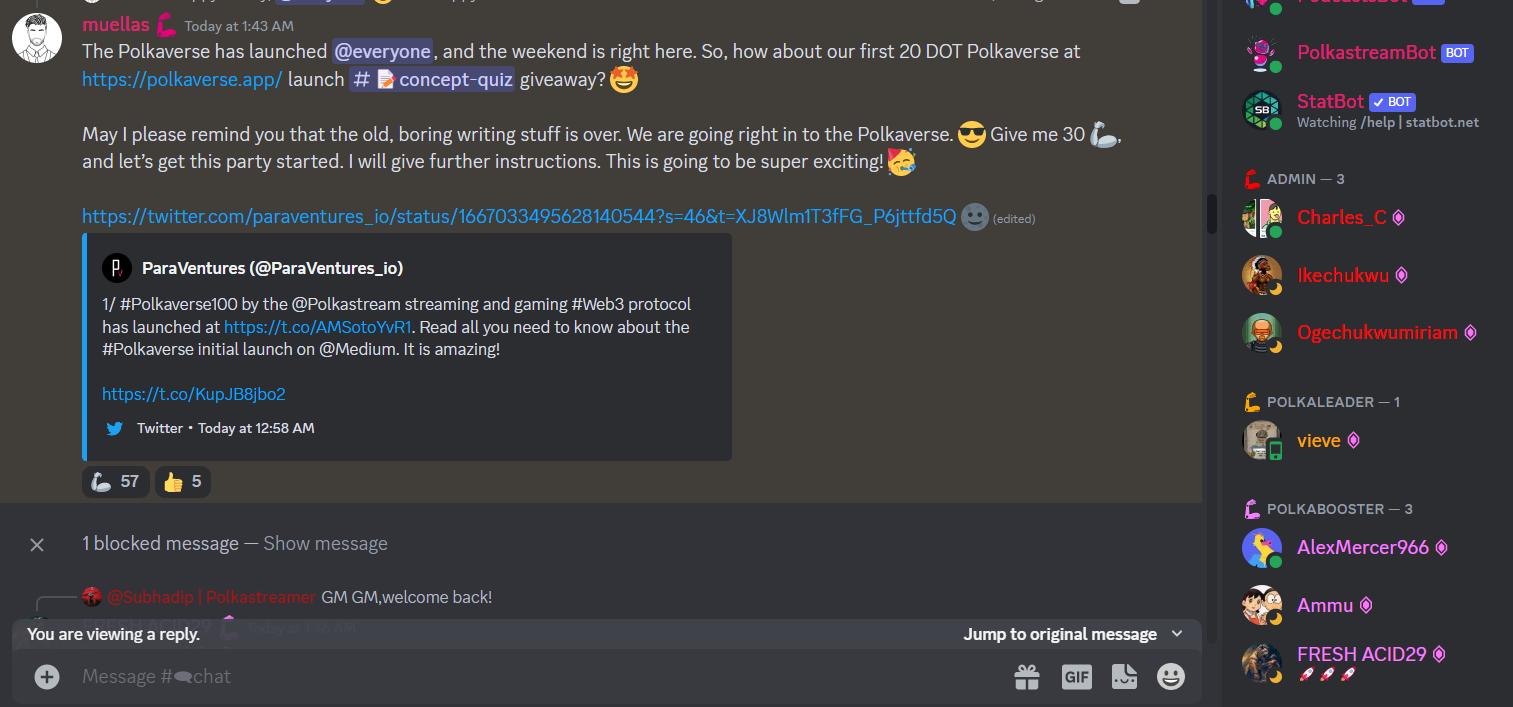 muellas Today at 1:43 AM
The Polkaverse has launched @everyone, and the weekend is right here. So, how about our first 20 DOT Polkaverse at
https://polkaverse.app/ launch # 📝concept-quiz giveaway? 🤩
May I please remind you that the old, boring writing stuff is over. We are going right in to the Polkaverse. 😎 Give me 30 🦾,
and let’s get this party started. I will give further instructions. This is going to be super exciting! 🥳
https://twitter.com/paraventures_io/status/1667033495628140544?s=46&t=XJ8Wlm1T3fFG_P6jttfd5Q (edited)
ParaVentures (@ParaVentures_io)
1/ #Polkaverse100 by the @Polkastream streaming and gaming #Web3 protocol
has launched at https://t.co/AMSotoYvR1. Read all you need to know about the
#Polkaverse initial launch on @Medium. It is amazing!
https://t.co/KupJB8jbo2
Twitter • Today at 12:58 AM
🦾 57 👍 5
1 blocked message — Show message
@Subhadip | Polkastreamer GM GM,welcome back!
FRESH ACID29 Today at 1:46 AM
You are viewing a reply.
Jump to original message
Message #🗨chat
GIF
PolkastreamBot BOT
SB
StatBot ✓ BOT
Watching /help | statbot.net
ADMIN — 3
Charles_C
Ikechukwu
Ogechukwumiriam
POLKALEADER — 1
vieve
POLKABOOSTER — 3
AlexMercer966
Ammu
FRESH ACID29
🚀 🚀 🚀